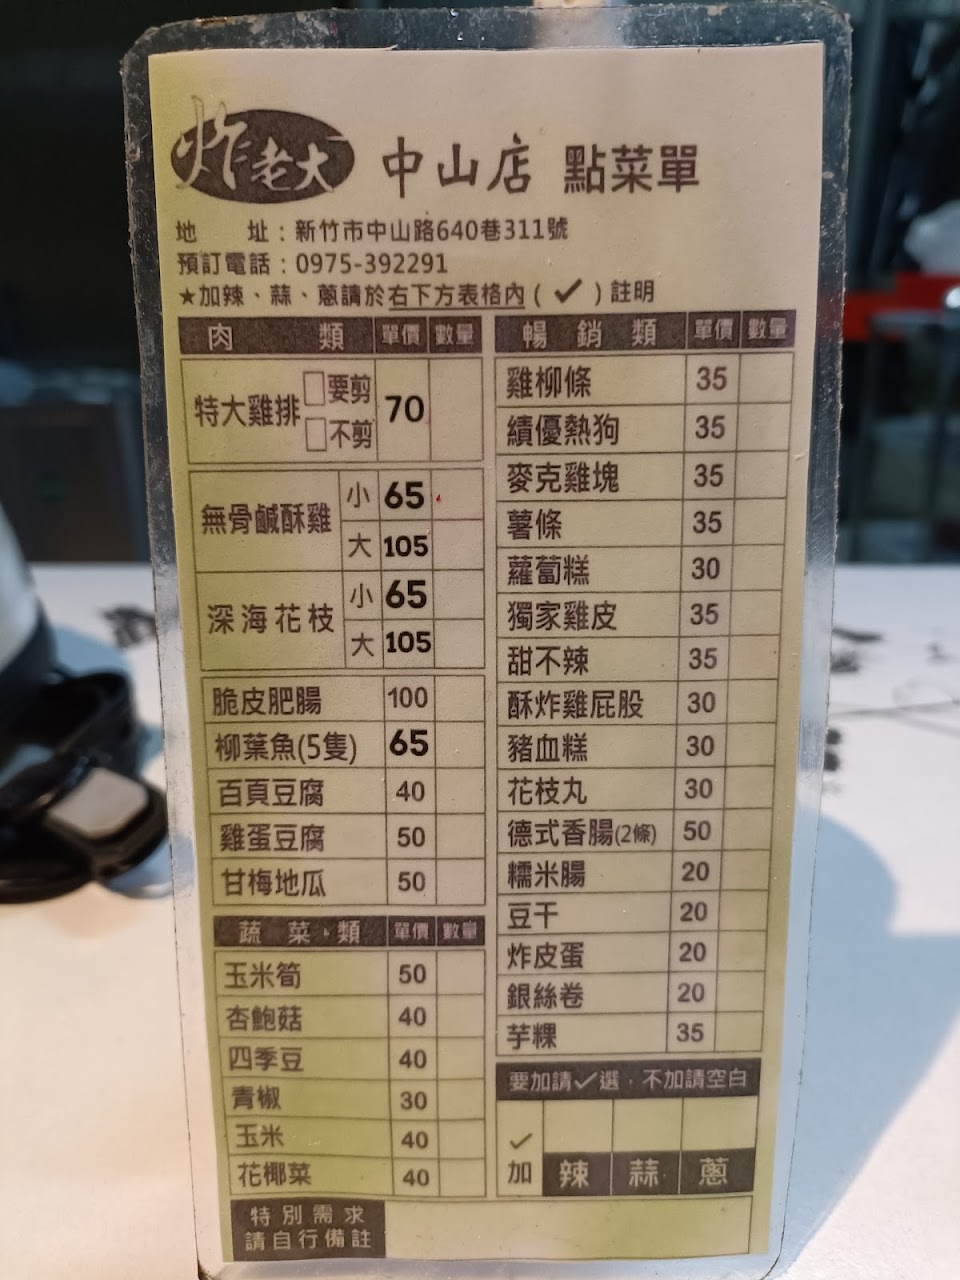 炸老大 中山店 點菜單
地 址：新竹市中山路640巷311號
預訂電話：0975-392291
★加辣、蒜、蔥請於右下方表格內(✓)註明
肉 類 單價 數量
特大雞排 □要剪 □不剪 70
無骨鹹酥雞 小 65
大 105
深海花枝 小 65
大 105
脆皮肥腸 100
柳葉魚(5隻) 65
百頁豆腐 40
雞蛋豆腐 50
甘梅地瓜 50
蔬菜類 單價 數量
玉米筍 50
杏鮑菇 40
四季豆 40
青椒 30
玉米 40
花椰菜 40
特別需求
請自行備註
暢銷類 單價 數量
雞柳條 35
績優熱狗 35
麥克雞塊 35
薯條 35
蘿蔔糕 30
獨家雞皮 35
甜不辣 35
酥炸雞屁股 30
豬血糕 30
花枝丸 30
德式香腸(2條) 50
糯米腸 20
豆干 20
炸皮蛋 20
銀絲卷 20
芋粿 35
要加請✓選，不加請空白
✓
加 辣 蒜 蔥